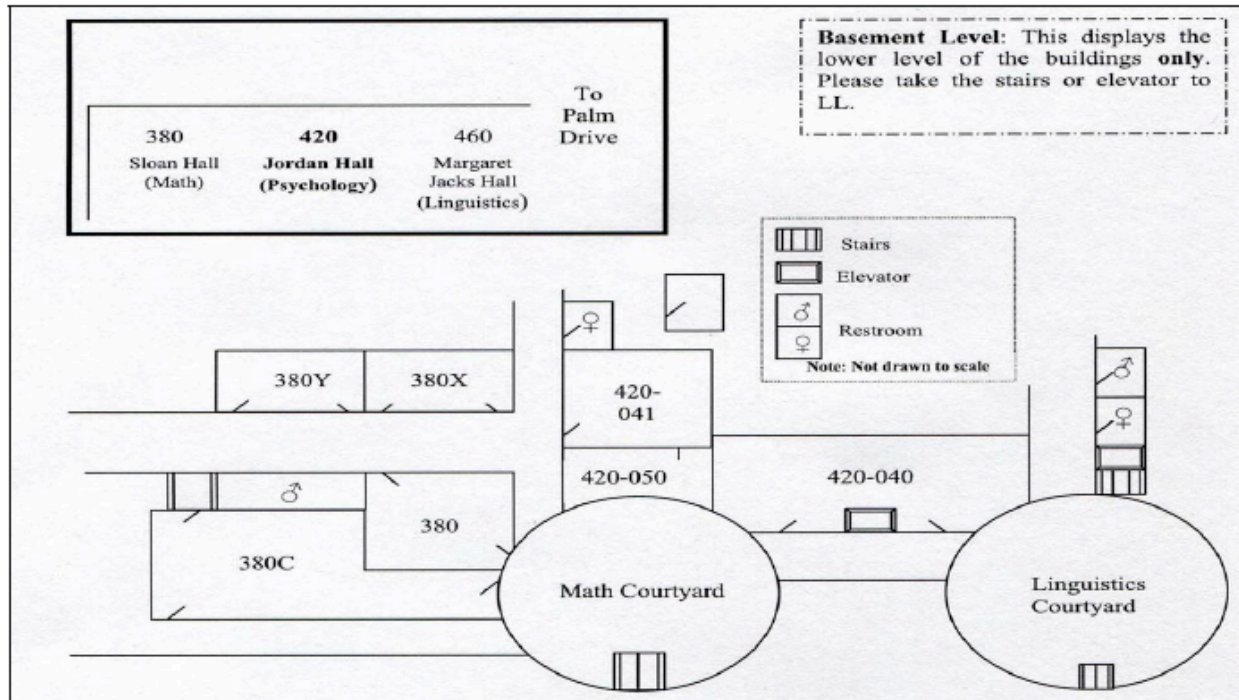 To
Palm
Drive
380
Sloan Hall
(Math)
420
Jordan Hall
(Psychology)
460
Margaret
Jacks Hall
(Linguistics)
Basement Level: This displays the
lower level of the buildings only.
Please take the stairs or elevator to
LL.
Stairs
Elevator
♂
Restroom
♀
Note: Not drawn to scale
♀
380Y
380X
420-
041
♂
♀
420-050
420-040
♂
380
380C
Math Courtyard
Linguistics
Courtyard